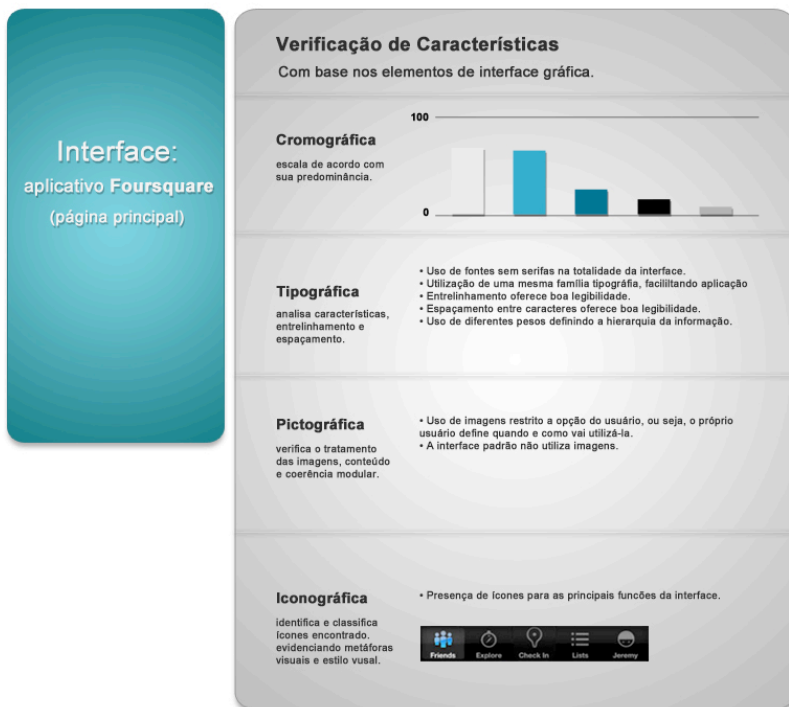 Interface:
aplicativo Foursquare
(página principal)
Verificação de Características
Com base nos elementos de interface gráfica.
Cromográfica
escala de acordo com
sua predominância.
100
0
Tipográfica
analisa características,
entrelinhamento e
espaçamento.
• Uso de fontes sem serifas na totalidade da interface.
• Utilização de uma mesma família tipográfia, facililtando aplicação
• Entrelinhamento oferece boa legibilidade.
• Espaçamento entre caracteres oferece boa legibilidade.
• Uso de diferentes pesos definindo a hierarquia da informação.
Pictográfica
verifica o tratamento
das imagens, conteúdo
e coerência modular.
• Uso de imagens restrito a opção do usuário, ou seja, o próprio
usuário define quando e como vai utilizá-la.
• A interface padrão não utiliza imagens.
Iconográfica
identifica e classifica
ícones encontrado.
evidenciando metáforas
visuais e estilo vusal.
• Presença de ícones para as principais funcões da interface.
Friends Explore Check In Lists Jeremy